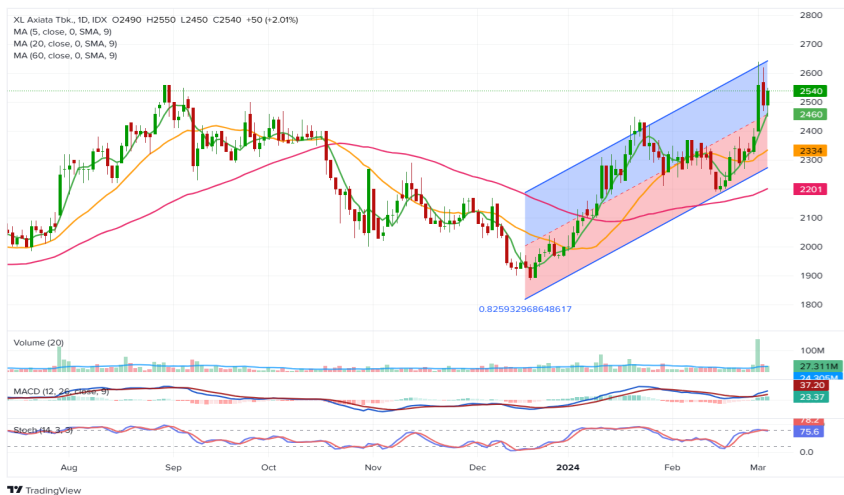 XL Axiata Tbk., 1D, IDX O2490 H2550 L2450 C2540 +50 (+2.01%)
MA (5, close, 0, SMA, 9)
MA (20, close, 0, SMA, 9)
MA (60, close, 0, SMA, 9)
2800
2700
2600
2540
2500
2460
2400
2334
2300
2201
2100
2000
1900
1800
0.825932968648617
Volume (20)
100M
27.311M
24.305M
MACD (12, 26, close, 9)
37.20
23.37
Stoch (14, 3, 3)
78.2
75.6
0.0
Aug Sep Oct Nov Dec 2024 Feb Mar
TradingView